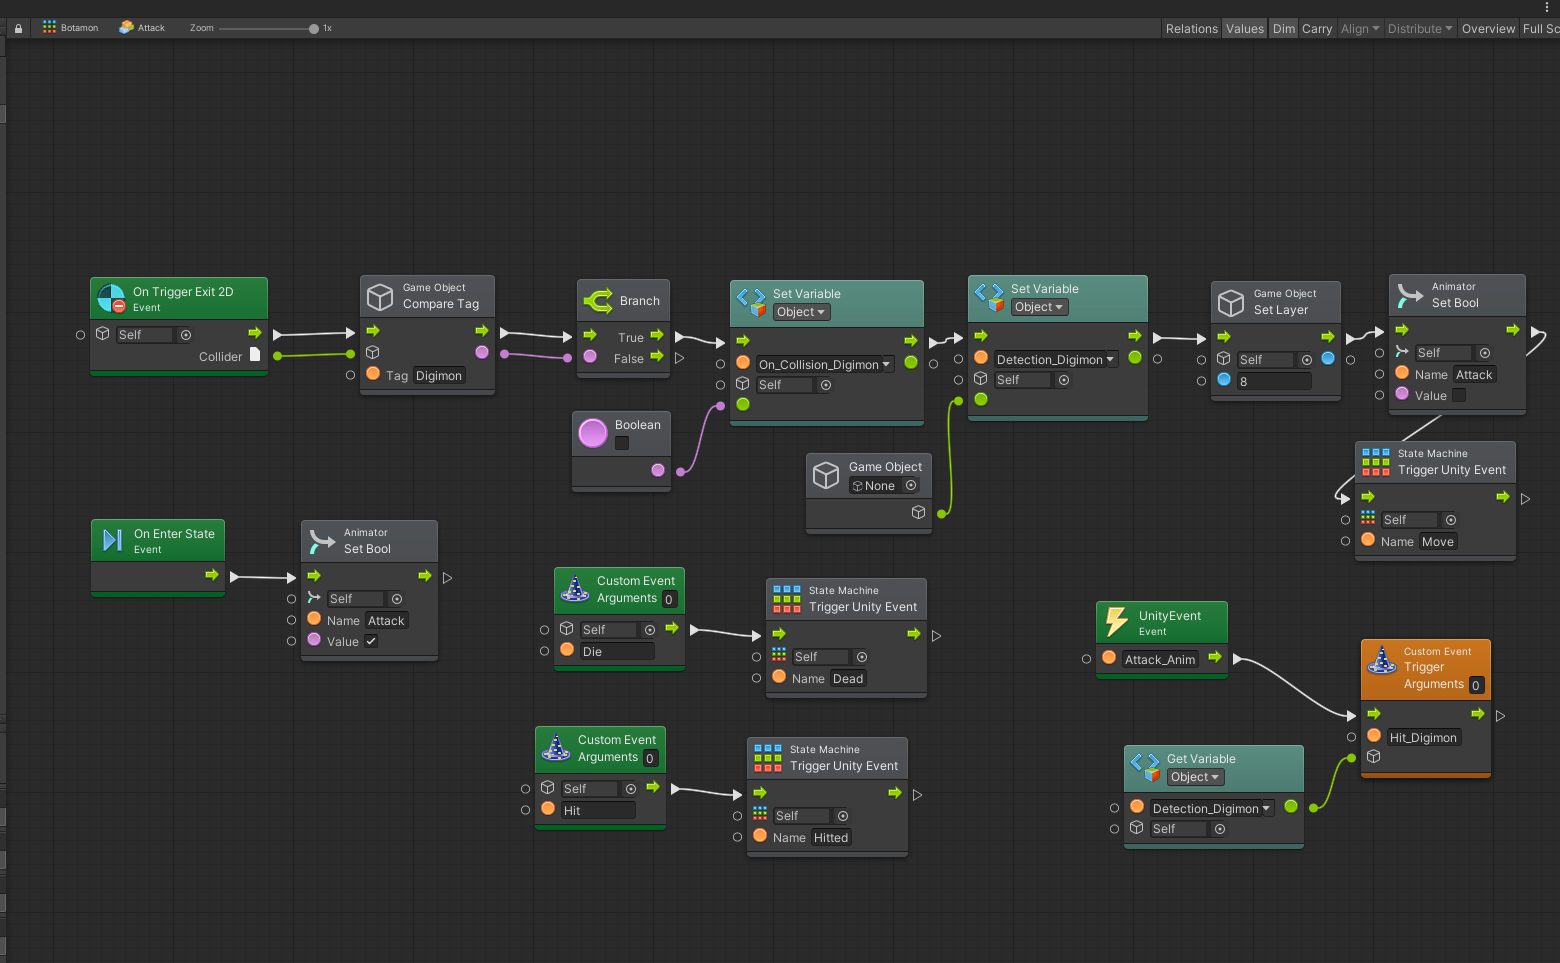 Botamon
Attack
Zoom
1x
Relations
Values
Dim
Carry
Align
Distribute
Overview
Full Sc
On Trigger Exit 2D
Event
Self
Collider
Game Object
Compare Tag
Tag Digimon
Branch
True
False
Boolean
Set Variable
Object
On_Collision_Digimon
Self
Set Variable
Object
Detection_Digimon
Self
Game Object
None
Game Object
Set Layer
Self
8
Animator
Set Bool
Self
Name Attack
Value
State Machine
Trigger Unity Event
Self
Name Move
On Enter State
Event
Animator
Set Bool
Self
Name Attack
Value
Custom Event
Arguments 0
Self
Die
State Machine
Trigger Unity Event
Self
Name Dead
UnityEvent
Event
Attack_Anim
Custom Event
Trigger
Arguments 0
Hit_Digimon
Custom Event
Arguments 0
Self
Hit
State Machine
Trigger Unity Event
Self
Name Hitted
Get Variable
Object
Detection_Digimon
Self